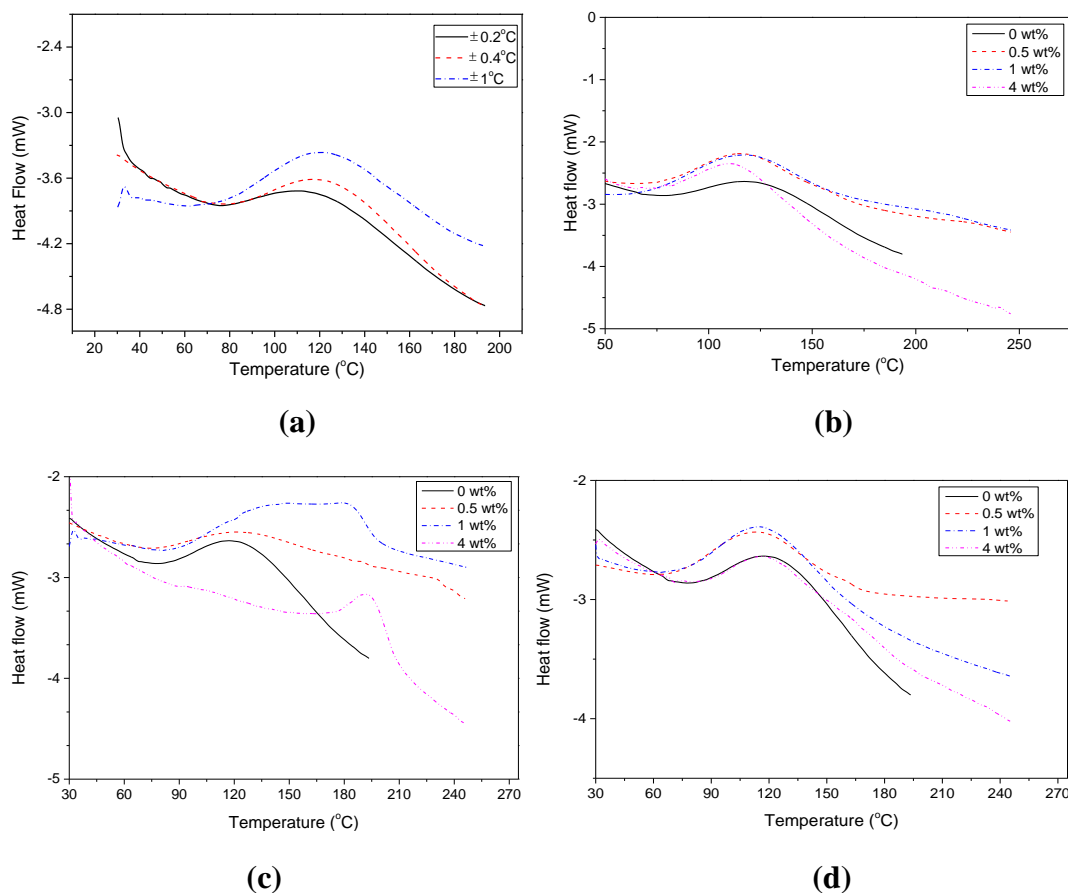 -2.4
-3.0
-3.6
-4.2
-4.8
Heat Flow (mW)
20 40 60 80 100 120 140 160 180 200
Temperature (°C)
± 0.2°C
± 0.4°C
± 1°C
(a)
0
-1
-2
-3
-4
-5
Heat flow (mW)
50 100 150 200 250
Temperature (°C)
0 wt%
0.5 wt%
1 wt%
4 wt%
(b)
-2
-3
-4
-5
Heat flow (mW)
30 60 90 120 150 180 210 240 270
Temperature (°C)
0 wt%
0.5 wt%
1 wt%
4 wt%
(c)
-2
-3
-4
Heat flow (mW)
30 60 90 120 150 180 210 240 270
Temperature (°C)
0 wt%
0.5 wt%
1 wt%
4 wt%
(d)